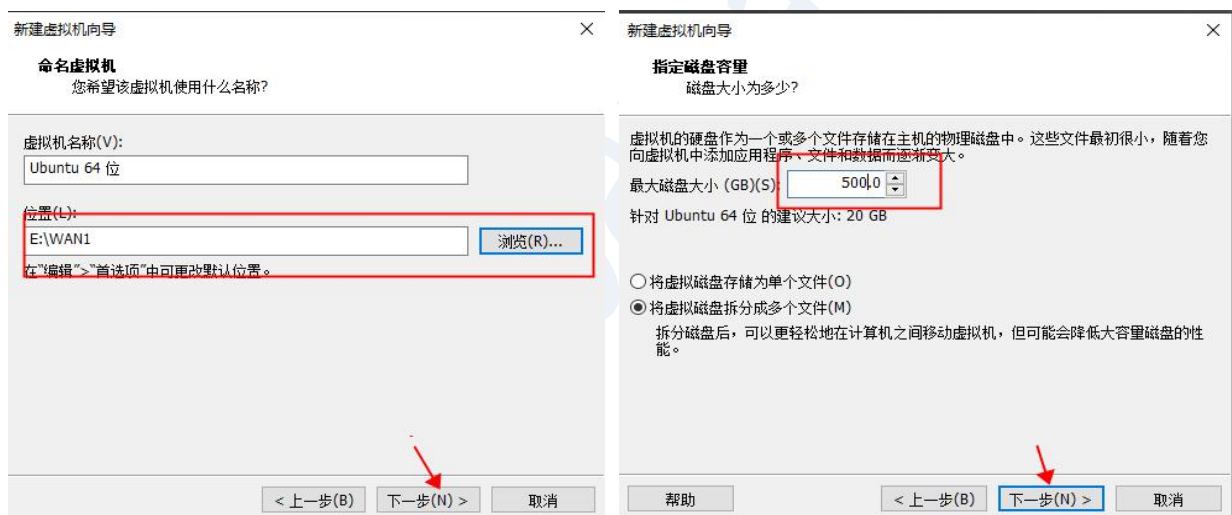 新建虚拟机向导
命名虚拟机
您希望该虚拟机使用什么名称?
虚拟机名称(V):
Ubuntu 64 位
位置(L):
E:\WAN1
浏览(R)...
在"编辑">"首选项"中可更改默认位置。
< 上一步(B)
下一步(N) >
取消
新建虚拟机向导
指定磁盘容量
磁盘大小为多少?
虚拟机的硬盘作为一个或多个文件存储在主机的物理磁盘中。这些文件最初很小，随着您
向虚拟机中添加应用程序、文件和数据而逐渐变大。
最大磁盘大小 (GB)(S):
500.0
针对 Ubuntu 64 位 的建议大小: 20 GB
将虚拟磁盘存储为单个文件(O)
将虚拟磁盘拆分成多个文件(M)
拆分磁盘后，可以更轻松地在计算机之间移动虚拟机，但可能会降低大容量磁盘的性
能。
帮助
< 上一步(B)
下一步(N) >
取消